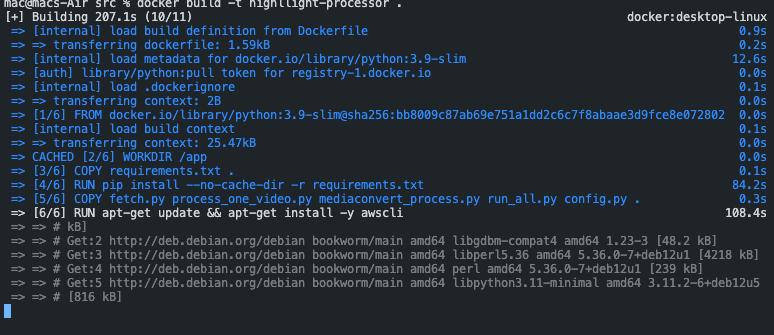 mac@macs-Air src % docker build -t highllight-processor .
[+] Building 207.1s (10/11) docker:desktop-linux
=> [internal] load build definition from Dockerfile 0.9s
=> => transferring dockerfile: 1.59kB 0.2s
=> [internal] load metadata for docker.io/library/python:3.9-slim 12.6s
=> [auth] library/python:pull token for registry-1.docker.io 0.0s
=> [internal] load .dockerignore 0.1s
=> => transferring context: 2B 0.0s
=> [1/6] FROM docker.io/library/python:3.9-slim@sha256:bb8009c87ab69e751a1dd2c6c7f8abaae3d9fce8e072802 0.0s
=> [internal] load build context 0.1s
=> => transferring context: 25.47kB 0.0s
=> CACHED [2/6] WORKDIR /app 0.0s
=> [3/6] COPY requirements.txt . 0.1s
=> [4/6] RUN pip install --no-cache-dir -r requirements.txt 84.2s
=> [5/6] COPY fetch.py process_one_video.py mediaconvert_process.py run_all.py config.py . 0.3s
=> [6/6] RUN apt-get update && apt-get install -y awscli 108.4s
=> => # kB]
=> => # Get:2 http://deb.debian.org/debian bookworm/main amd64 libgdbm-compat4 amd64 1.23-3 [48.2 kB]
=> => # Get:3 http://deb.debian.org/debian bookworm/main amd64 libperl5.36 amd64 5.36.0-7+deb12u1 [4218 kB]
=> => # Get:4 http://deb.debian.org/debian bookworm/main amd64 perl amd64 5.36.0-7+deb12u1 [239 kB]
=> => # Get:5 http://deb.debian.org/debian bookworm/main amd64 libpython3.11-minimal amd64 3.11.2-6+deb12u5
=> => # [816 kB]